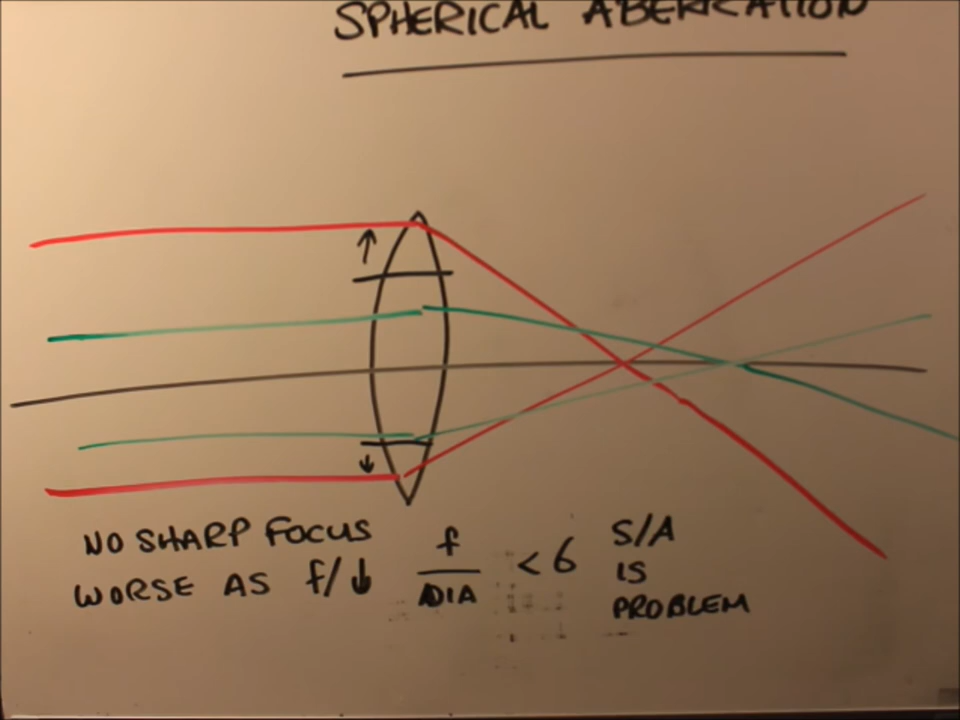 SPHERICAL ABERRATION
NO SHARP FOCUS
WORSE AS f/↓
f
DIA
< 6
S/A
IS
PROBLEM